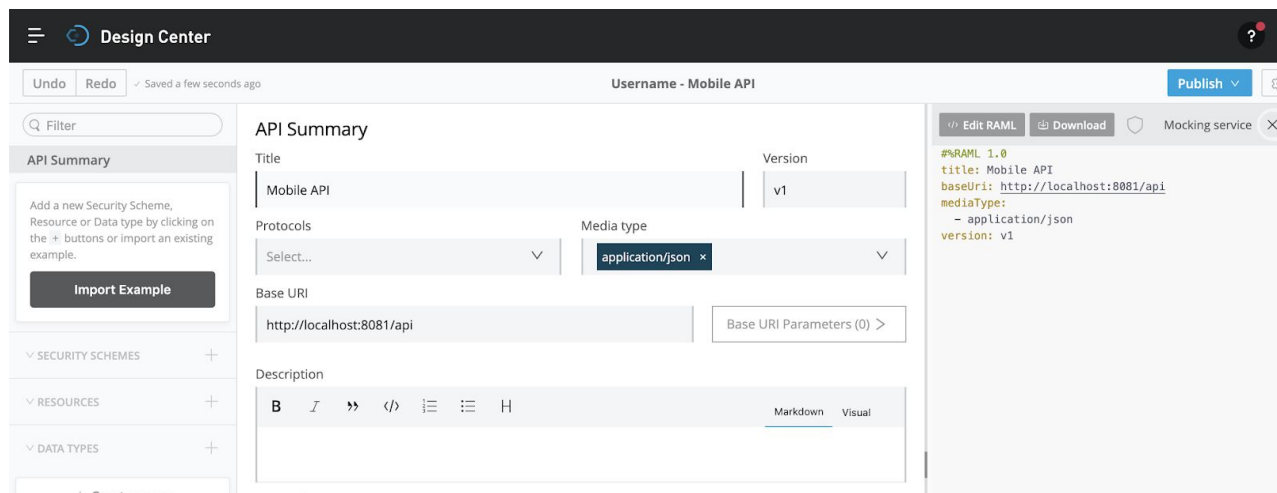 Design Center
?
Undo Redo ✓ Saved a few seconds ago
Username - Mobile API
Publish
Filter
API Summary
Add a new Security Scheme,
Resource or Data type by clicking on
the + buttons or import an existing
example.
Import Example
SECURITY SCHEMES
RESOURCES
DATA TYPES
API Summary
Title
Version
Mobile API
v1
Protocols
Media type
Select...
application/json ×
Base URI
http://localhost:8081/api
Base URI Parameters (0) >
Description
B I ,, </> H
Markdown Visual
</> Edit RAML Download Mocking service
#%RAML 1.0
title: Mobile API
baseUri: http://localhost:8081/api
mediaType:
- application/json
version: v1